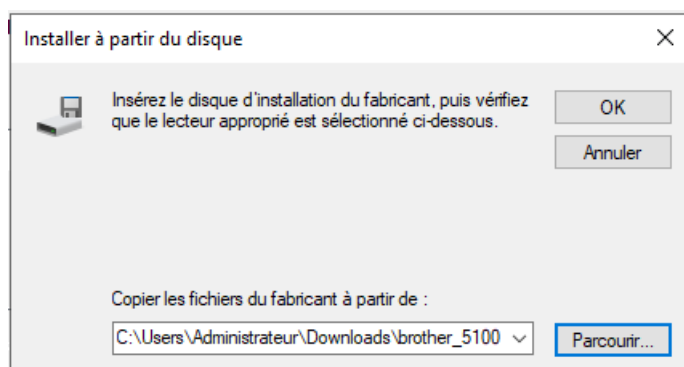 Installer à partir du disque
Insérez le disque d'installation du fabricant, puis vérifiez
que le lecteur approprié est sélectionné ci-dessous.
OK
Annuler
Copier les fichiers du fabricant à partir de :
C:\Users\Administrateur\Downloads\brother_5100
Parcourir...